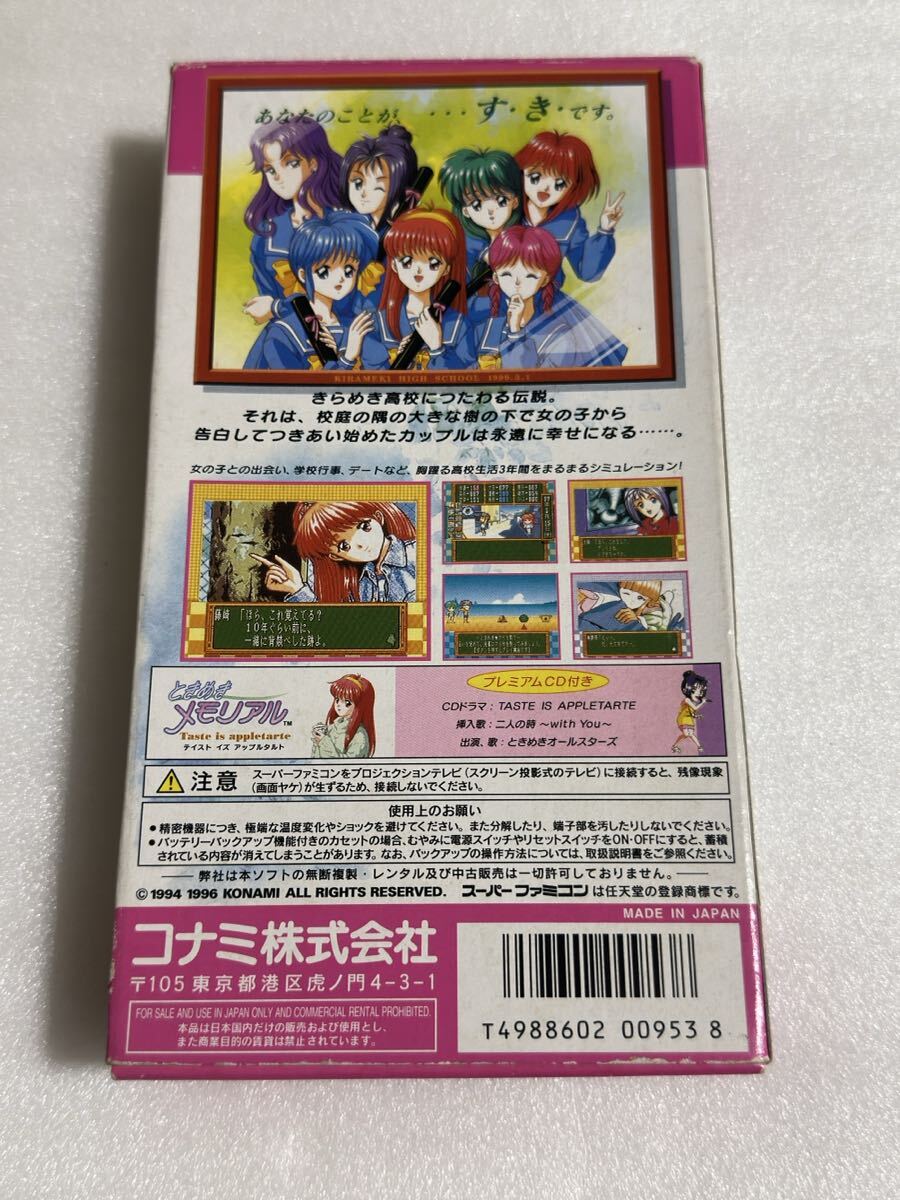 あなたのことが、・・・す・き・です。
KIRAMEKI HIGH SCHOOL 1996.3.1
きらめき高校につたわる伝説。
それは、校庭の隅の大きな樹の下で女の子から
告白してつきあい始めたカップルは永遠に幸せになる……。
女の子との出会い、学校行事、デートなど、胸躍る高校生活3年間をまるまるシミュレーション!
藤崎 「ほら、これ覚えてる?
10年ぐらい前に、
一緒に背比べした跡よ。
ときめき
メモリアル™
Taste is appletarte
テイスト イズ アップルタルト
プレミアムCD付き
CDドラマ : TASTE IS APPLETARTE
挿入歌 : 二人の時 ～with You～
出演、歌 : ときめきオールスターズ
注意 スーパーファミコンをプロジェクションテレビ(スクリーン投影式のテレビ)に接続すると、残像現象
(画面ヤケ)が生ずるため、接続しないでください。
使用上のお願い
●精密機器につき、極端な温度変化やショックを避けてください。また分解したり、端子部を汚したりしないでください。
●バッテリーバックアップ機能付きのカセットの場合、むやみに電源スイッチやリセットスイッチをON・OFFにすると、蓄積
されている内容が消えてしまうことがあります。なお、バックアップの操作方法については、取扱説明書をご参照ください。
弊社は本ソフトの無断複製・レンタル及び中古販売は一切許可しておりません。
© 1994 1996 KONAMI ALL RIGHTS RESERVED. スーパーファミコンは任天堂の登録商標です。
MADE IN JAPAN
コナミ株式会社
〒105 東京都港区虎ノ門4-3-1
FOR SALE AND USE IN JAPAN ONLY AND COMMERCIAL RENTAL PROHIBITED.
本品は日本国内だけの販売および使用とし、
また商業目的の賃貸は禁止されています。
T4988602 00953 8